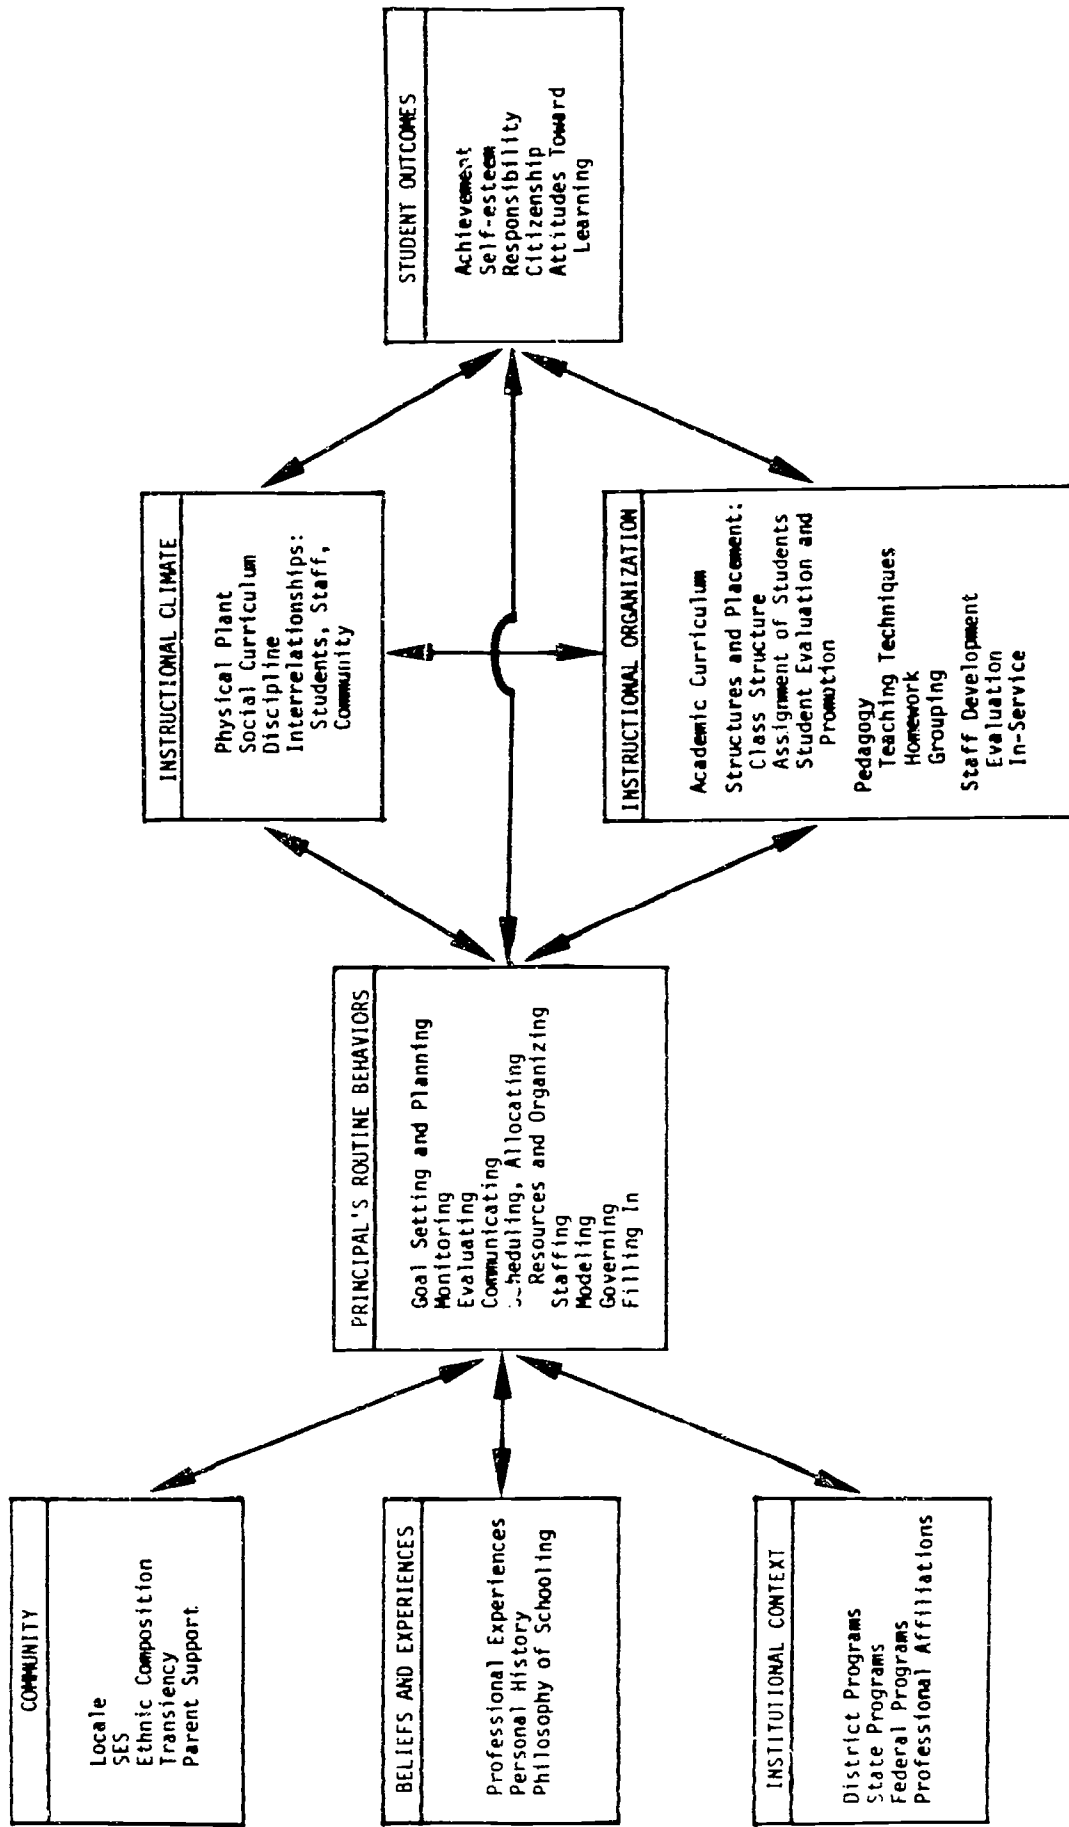 COMMUNITY
Locale
SES
Ethnic Composition
Transiency
Parent Support
BELIEFS AND EXPERIENCES
Professional Experiences
Personal History
Philosophy of Schooling
INSTITUTIONAL CONTEXT
District Programs
State Programs
Federal Programs
Professional Affiliations
PRINCIPAL'S ROUTINE BEHAVIORS
Goal Setting and Planning
Monitoring
Evaluating
Communicating
Scheduling, Allocating
Resources and Organizing
Staffing
Modeling
Governing
Filling In
INSTRUCTIONAL CLIMATE
Physical Plant
Social Curriculum
Discipline
Interrelationships:
Students, Staff,
Community
INSTRUCTIONAL ORGANIZATION
Academic Curriculum
Structures and Placement:
Class Structure
Assignment of Students
Student Evaluation and
Promotion
Pedagogy
Teaching Techniques
Homework
Grouping
Staff Development
Evaluation
In-Service
STUDENT OUTCOMES
Achievement
Self-esteem
Responsibility
Citizenship
Attitudes Toward
Learning